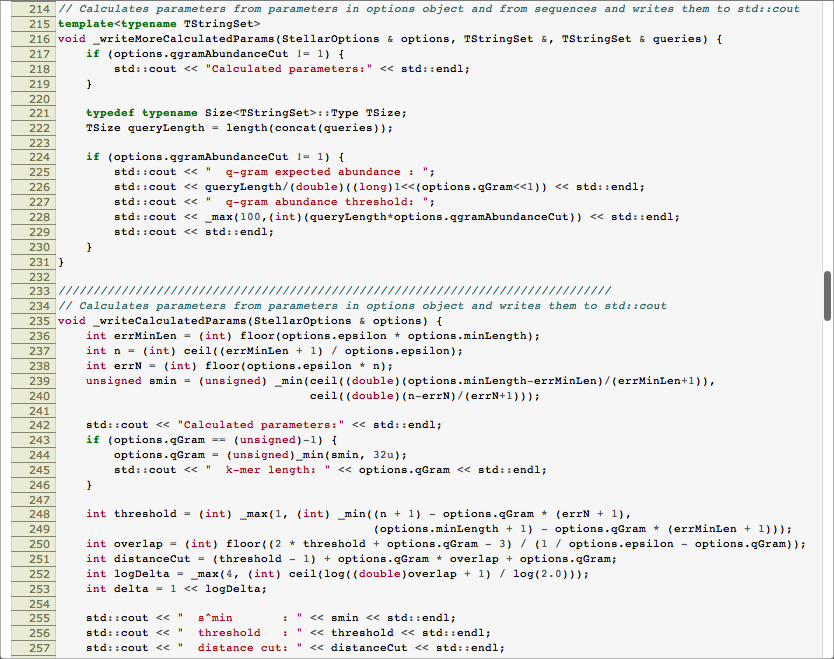 214 // Calculates parameters from parameters in options object and from sequences and writes them to std::cout
215 template<typename TStringSet>
216 void _writeMoreCalculatedParams(StellarOptions & options, TStringSet &, TStringSet & queries) {
217     if (options.qgramAbundanceCut != 1) {
218         std::cout << "Calculated parameters:" << std::endl;
219     }
220
221     typedef typename Size<TStringSet>::Type TSize;
222     TSize queryLength = length(concat(queries));
223
224     if (options.qgramAbundanceCut != 1) {
225         std::cout << "  q-gram expected abundance : ";
226         std::cout << queryLength/(double)((long)1<<(options.qGram<<1)) << std::endl;
227         std::cout << "  q-gram abundance threshold: ";
228         std::cout << _max(100,(int)(queryLength*options.qgramAbundanceCut)) << std::endl;
229         std::cout << std::endl;
230     }
231 }
232
233 ///////////////////////////////////////////////////////////////////////////////
234 // Calculates parameters from parameters in options object and writes them to std::cout
235 void _writeCalculatedParams(StellarOptions & options) {
236     int errMinLen = (int) floor(options.epsilon * options.minLength);
237     int n = (int) ceil((errMinLen + 1) / options.epsilon);
238     int errN = (int) floor(options.epsilon * n);
239     unsigned smin = (unsigned) _min(ceil((double)(options.minLength-errMinLen)/(errMinLen+1)),
240                                     ceil((double)(n-errN)/(errN+1)));
241
242     std::cout << "Calculated parameters:" << std::endl;
243     if (options.qGram == (unsigned)-1) {
244         options.qGram = (unsigned)_min(smin, 32u);
245         std::cout << "  k-mer length: " << options.qGram << std::endl;
246     }
247
248     int threshold = (int) _max(1, (int) _min((n + 1) - options.qGram * (errN + 1),
249                                              (options.minLength + 1) - options.qGram * (errMinLen + 1)));
250     int overlap = (int) floor((2 * threshold + options.qGram - 3) / (1 / options.epsilon - options.qGram));
251     int distanceCut = (threshold - 1) + options.qGram * overlap + options.qGram;
252     int logDelta = _max(4, (int) ceil(log((double)overlap + 1) / log(2.0)));
253     int delta = 1 << logDelta;
254
255     std::cout << "  s^min       : " << smin << std::endl;
256     std::cout << "  threshold   : " << threshold << std::endl;
257     std::cout << "  distance cut: " << distanceCut << std::endl;